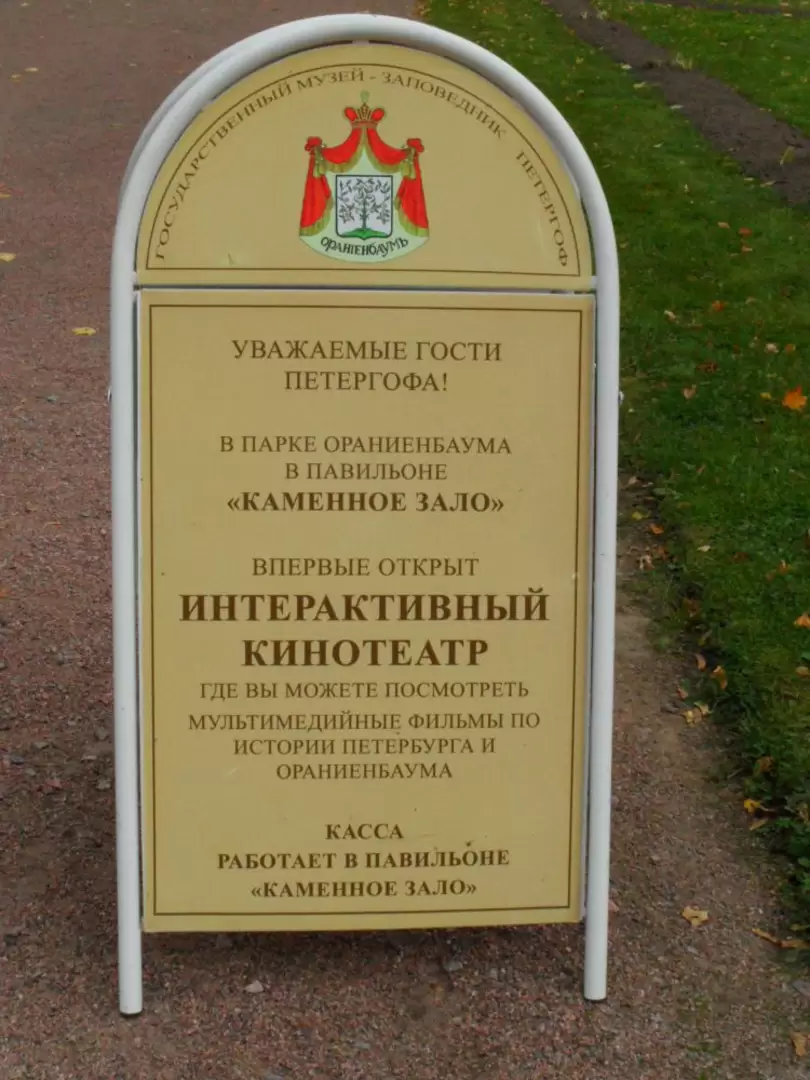 ГОСУДАРСТВЕННЫЙ МУЗЕЙ - ЗАПОВЕДНИК ПЕТЕРГОФ
ОРАНІЕНБАУМЪ
УВАЖАЕМЫЕ ГОСТИ
ПЕТЕРГОФА!
В ПАРКЕ ОРАНИЕНБАУМА
В ПАВИЛЬОНЕ
«КАМЕННОЕ ЗАЛО»
ВПЕРВЫЕ ОТКРЫТ
ИНТЕРАКТИВНЫЙ
КИНОТЕАТР
ГДЕ ВЫ МОЖЕТЕ ПОСМОТРЕТЬ
МУЛЬТИМЕДИЙНЫЕ ФИЛЬМЫ ПО
ИСТОРИИ ПЕТЕРБУРГА И
ОРАНИЕНБАУМА
КАССА
РАБОТАЕТ В ПАВИЛЬОНЕ
«КАМЕННОЕ ЗАЛО»